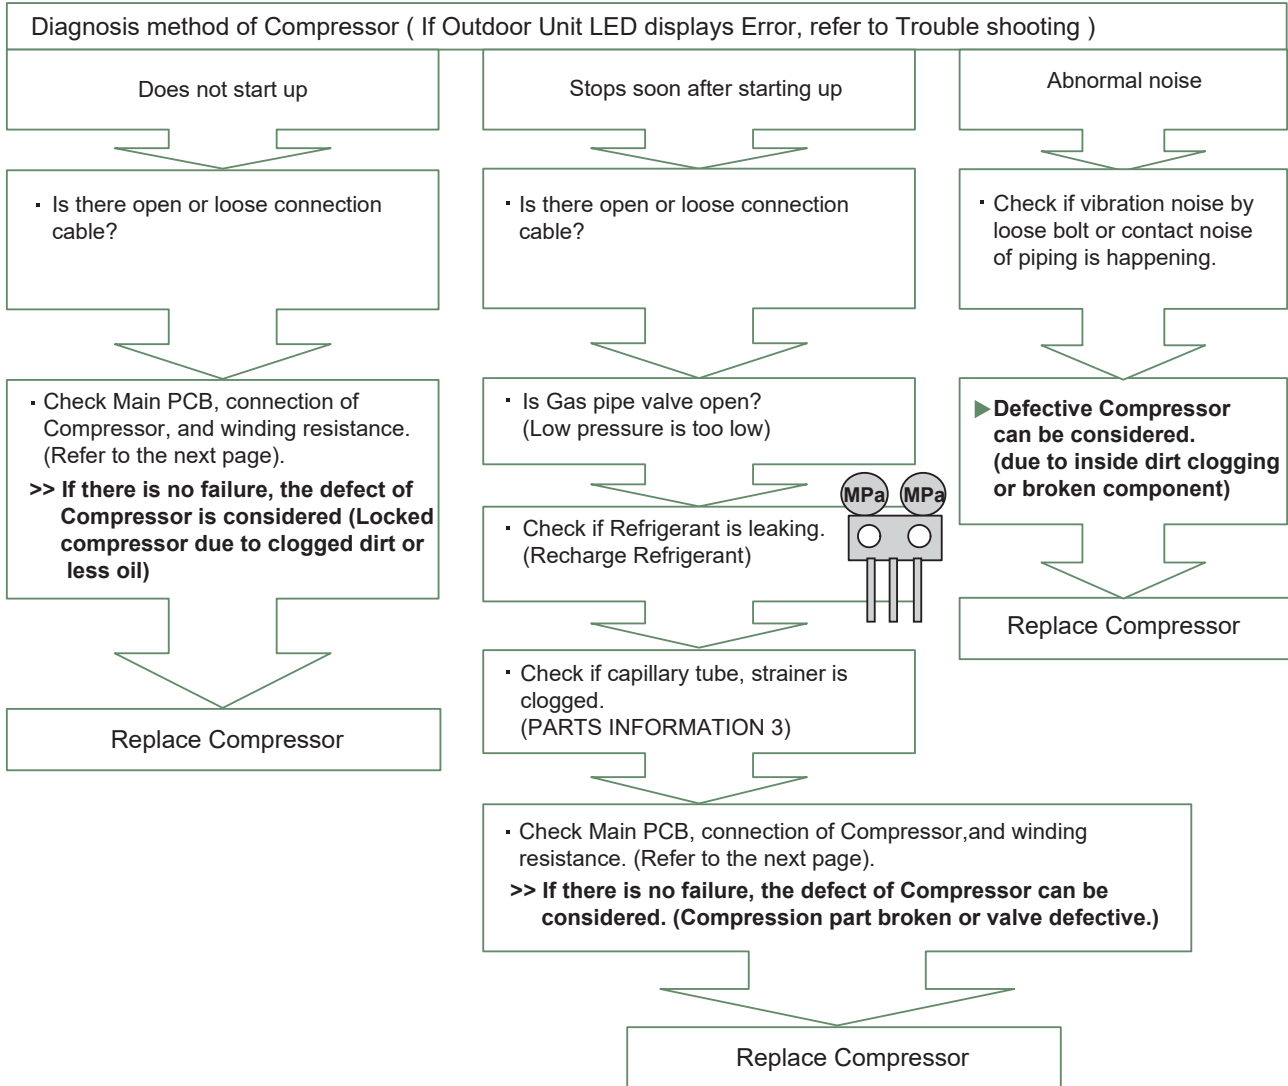 Diagnosis method of Compressor ( If Outdoor Unit LED displays Error, refer to Trouble shooting )
Does not start up
· Is there open or loose connection
cable?
· Check Main PCB, connection of
Compressor, and winding resistance.
(Refer to the next page).
>> If there is no failure, the defect of
Compressor is considered (Locked
compressor due to clogged dirt or
less oil)
Replace Compressor
Stops soon after starting up
· Is there open or loose connection
cable?
· Is Gas pipe valve open?
(Low pressure is too low)
· Check if Refrigerant is leaking.
(Recharge Refrigerant)
MPa MPa
· Check if capillary tube, strainer is
clogged.
(PARTS INFORMATION 3)
· Check Main PCB, connection of Compressor,and winding
resistance. (Refer to the next page).
>> If there is no failure, the defect of Compressor can be
considered. (Compression part broken or valve defective.)
Replace Compressor
Abnormal noise
· Check if vibration noise by
loose bolt or contact noise
of piping is happening.
▶Defective Compressor
can be considered.
(due to inside dirt clogging
or broken component)
Replace Compressor